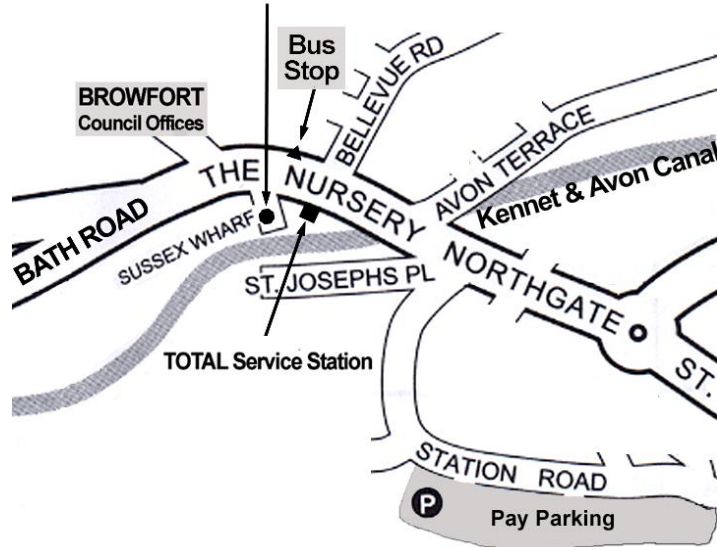 Bus
Stop
BELLEVUE RD
BROWFORT
Council Offices
AVON TERRACE
THE NURSERY
Kennet & Avon Canal
BATH ROAD
SUSSEX WHARF
ST. JOSEPHS PL
NORTHGATE
TOTAL Service Station
ST.
STATION ROAD
P
Pay Parking